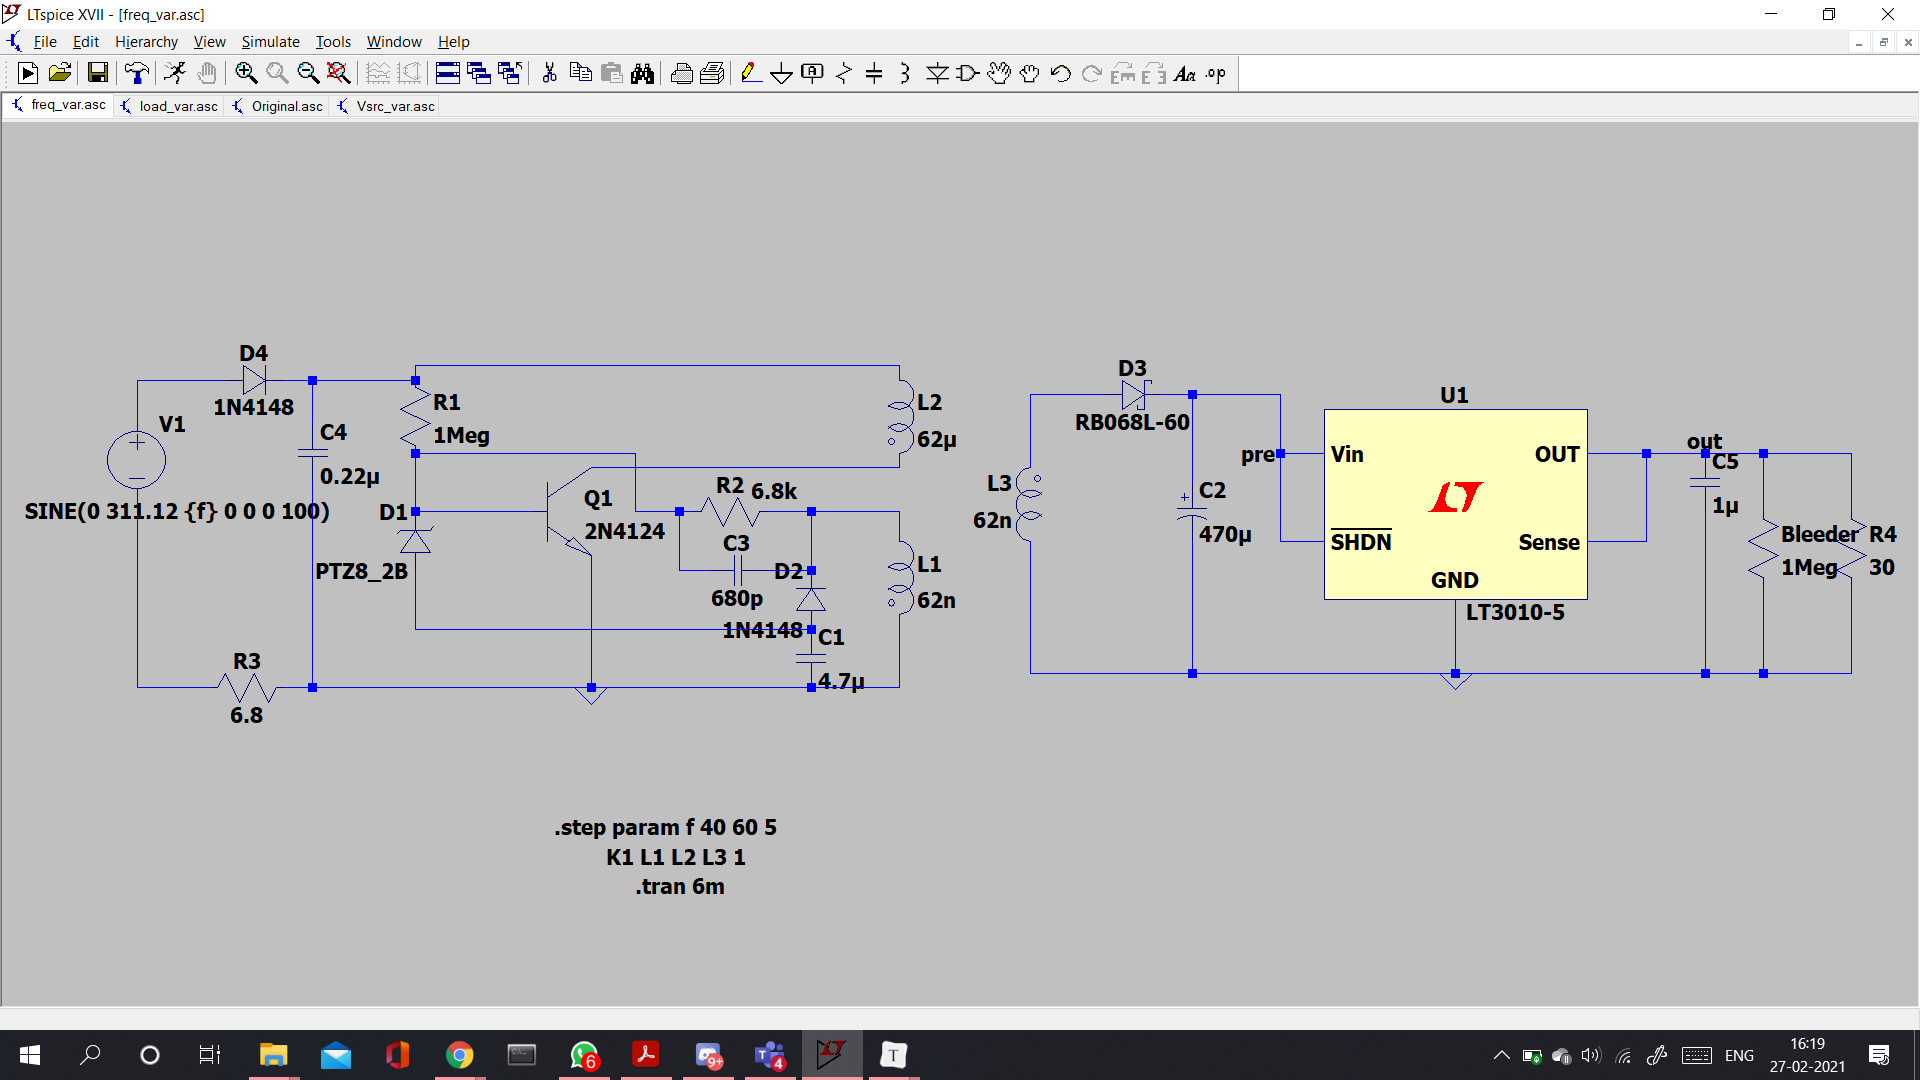 LTspice XVII - [freq_var.asc]
File Edit Hierarchy View Simulate Tools Window Help
freq_var.asc load_var.asc Original.asc Vsrc_var.asc
D4
1N4148
V1
SINE(0 311.12 {f} 0 0 0 100)
C4
0.22µ
R3
6.8
R1
1Meg
D1
PTZ8_2B
Q1
2N4124
R2 6.8k
C3
680p
D2
1N4148
C1
4.7µ
L2
62µ
L1
62n
L3
62n
D3
RB068L-60
C2
470µ
pre
U1
Vin
OUT
SHDN
Sense
GND
LT3010-5
out
C5
1µ
Bleeder
1Meg
R4
30
.step param f 40 60 5
K1 L1 L2 L3 1
.tran 6m
6
9+
4
T
ENG
16:19
27-02-2021